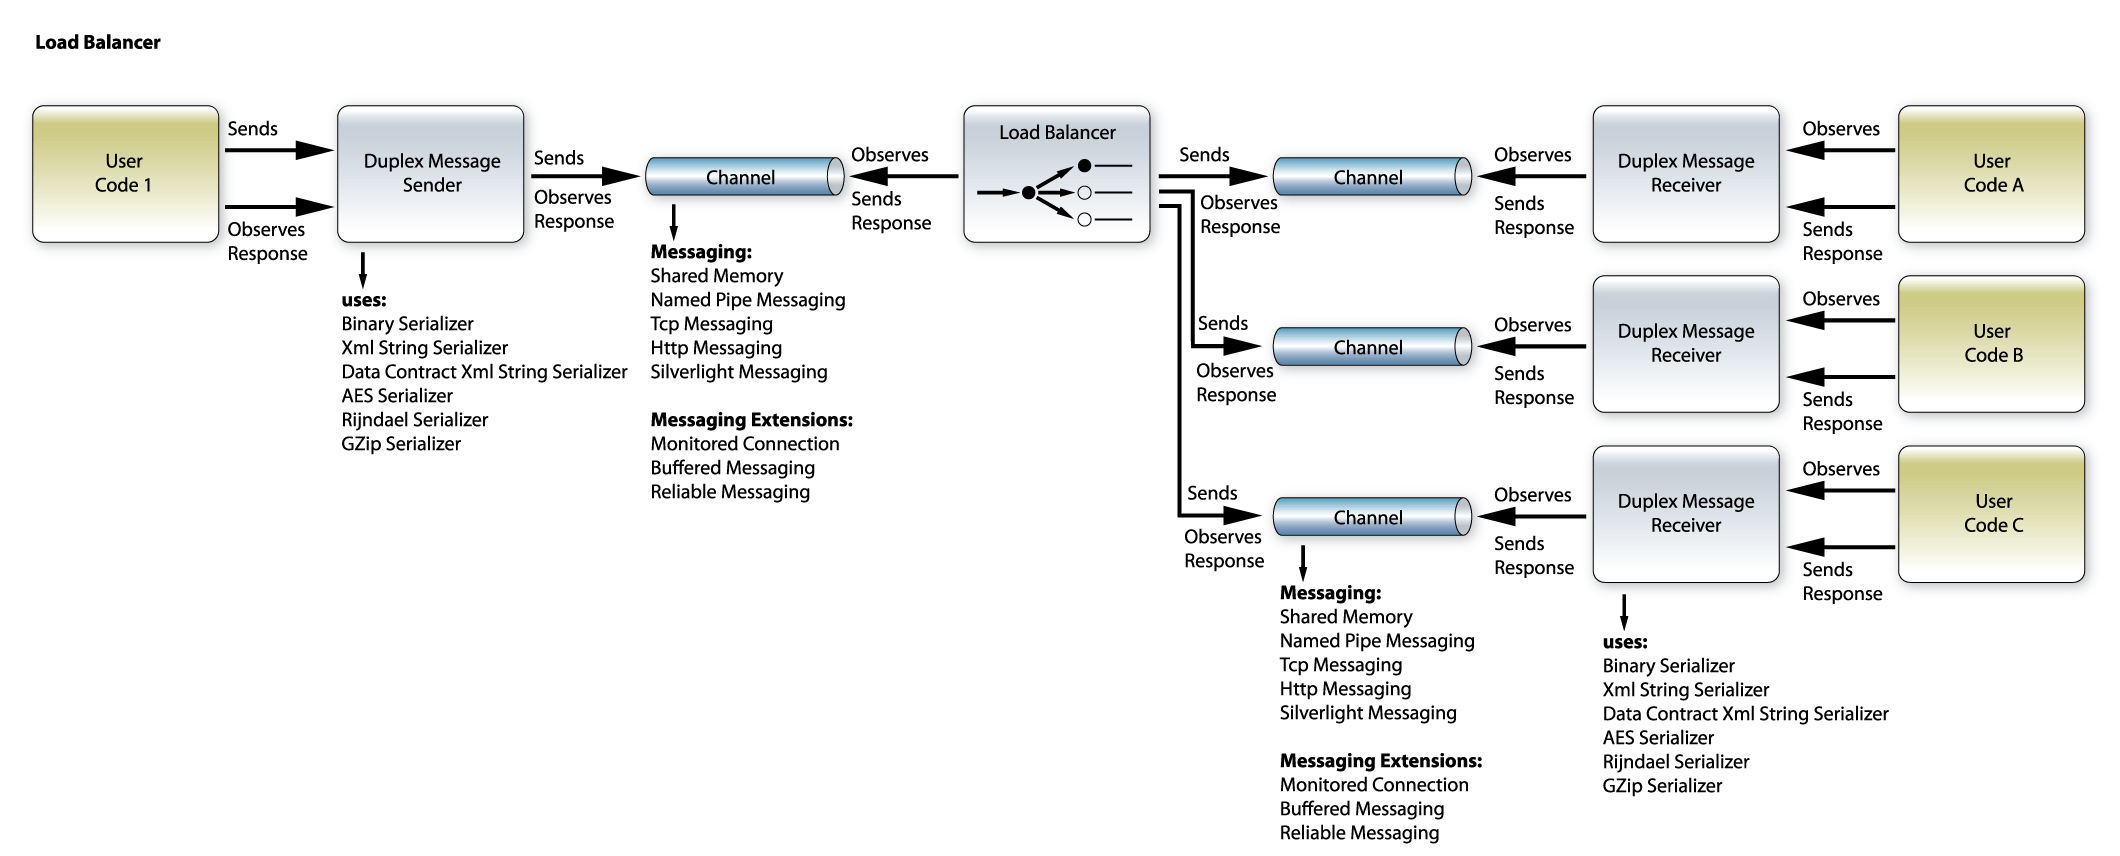 Load Balancer
User
Code 1
Sends
Observes
Response
Duplex Message
Sender
uses:
Binary Serializer
Xml String Serializer
Data Contract Xml String Serializer
AES Serializer
Rijndael Serializer
GZip Serializer
Sends
Observes
Response
Channel
Messaging:
Shared Memory
Named Pipe Messaging
Tcp Messaging
Http Messaging
Silverlight Messaging
Messaging Extensions:
Monitored Connection
Buffered Messaging
Reliable Messaging
Observes
Sends
Response
Load Balancer
Sends
Observes
Response
Channel
Observes
Sends
Response
Duplex Message
Receiver
Observes
Sends
Response
User
Code A
Sends
Observes
Response
Channel
Observes
Sends
Response
Duplex Message
Receiver
Observes
Sends
Response
User
Code B
Sends
Observes
Response
Channel
Observes
Sends
Response
Duplex Message
Receiver
Observes
Sends
Response
User
Code C
Messaging:
Shared Memory
Named Pipe Messaging
Tcp Messaging
Http Messaging
Silverlight Messaging
Messaging Extensions:
Monitored Connection
Buffered Messaging
Reliable Messaging
uses:
Binary Serializer
Xml String Serializer
Data Contract Xml String Serializer
AES Serializer
Rijndael Serializer
GZip Serializer